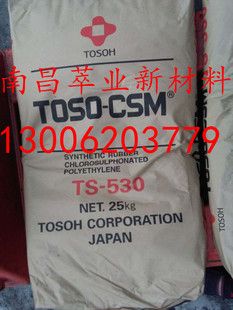 TOSOH
南昌萃业新材料
TOSO-CSM®
13006203779
SYNTHETIC RUBBER
CHLOROSULPHONATED
POLYETHYLENE
TS-530
NET. 25kg
TOSOH CORPORATION
JAPAN